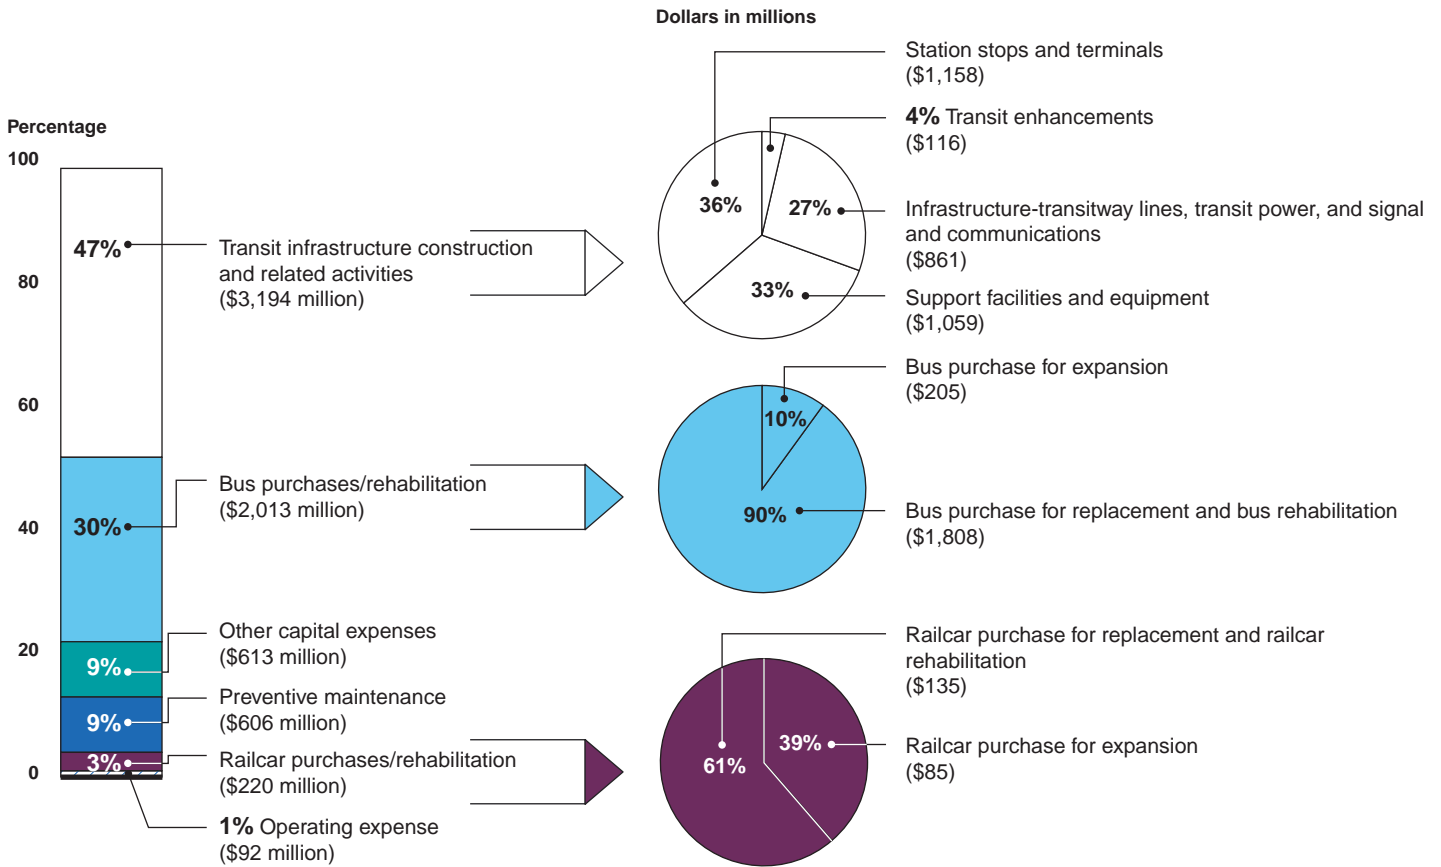 Dollars in millions
Percentage
100
80
60
40
20
0
47%
30%
9%
9%
3%
Transit infrastructure construction
and related activities
($3,194 million)
Bus purchases/rehabilitation
($2,013 million)
Other capital expenses
($613 million)
Preventive maintenance
($606 million)
Railcar purchases/rehabilitation
($220 million)
1% Operating expense
($92 million)
36%
27%
33%
Station stops and terminals
($1,158)
4% Transit enhancements
($116)
Infrastructure-transitway lines, transit power, and signal
and communications
($861)
Support facilities and equipment
($1,059)
10%
90%
Bus purchase for expansion
($205)
Bus purchase for replacement and bus rehabilitation
($1,808)
61%
39%
Railcar purchase for replacement and railcar
rehabilitation
($135)
Railcar purchase for expansion
($85)